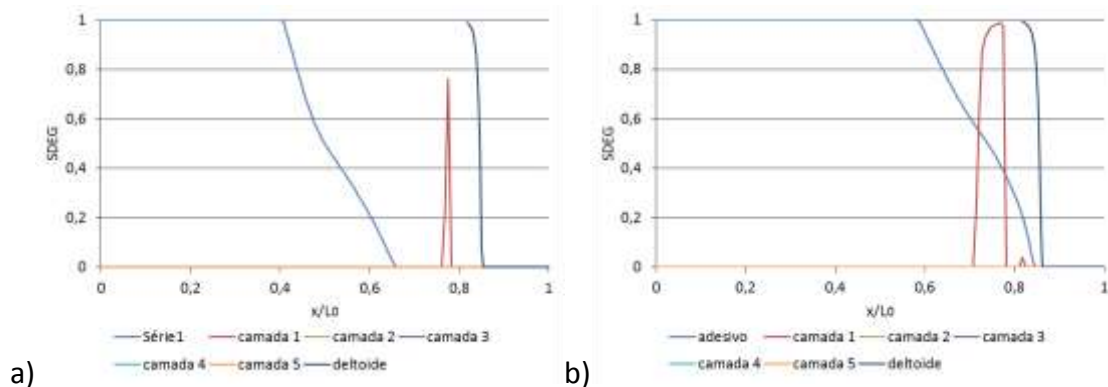 1
0,8
0,6
0,4
0,2
0
SDEG
0 0,2 0,4 0,6 0,8 1
x/L0
Série1 camada 1 camada 2 camada 3
camada 4 camada 5 deltoide
a)
1
0,8
0,6
0,4
0,2
0
SDEG
0 0,2 0,4 0,6 0,8 1
x/L0
adesivo camada 1 camada 2 camada 3
camada 4 camada 5 deltoide
b)